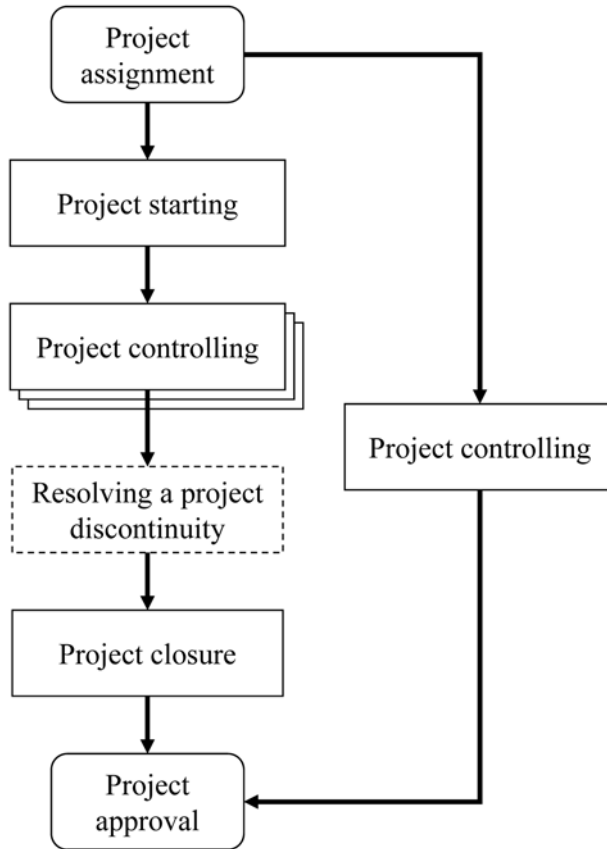 Project
assignment
Project starting
Project controlling
Resolving a project
discontinuity
Project closure
Project
approval
Project controlling